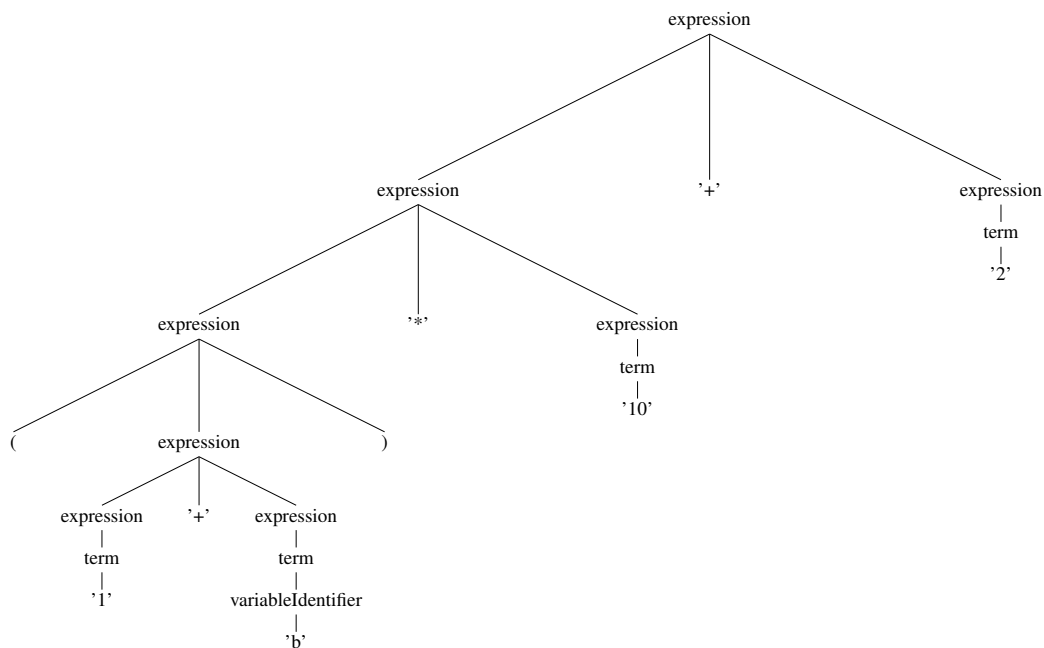 expression
expression '+' expression
term
'2'
expression '*' expression
term
'10'
( expression )
expression '+' expression
term term
'1' variableIdentifier
'b'